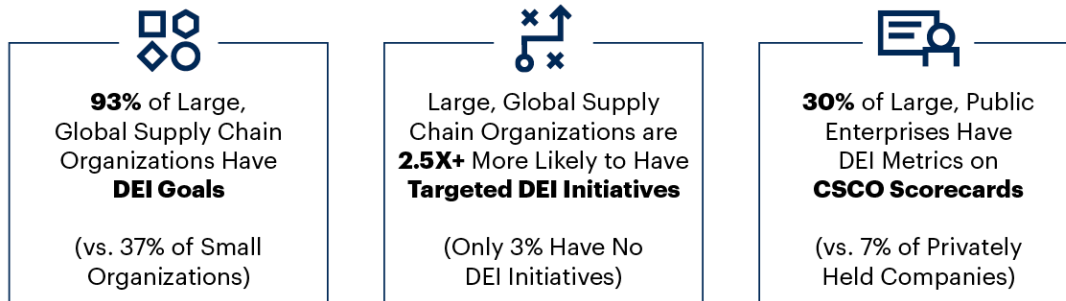 93% of Large,
Global Supply Chain
Organizations Have
DEI Goals
(vs. 37% of Small
Organizations)
Large, Global Supply
Chain Organizations are
2.5X+ More Likely to Have
Targeted DEI Initiatives
(Only 3% Have No
DEI Initiatives)
30% of Large, Public
Enterprises Have
DEI Metrics on
CSCO Scorecards
(vs. 7% of Privately
Held Companies)